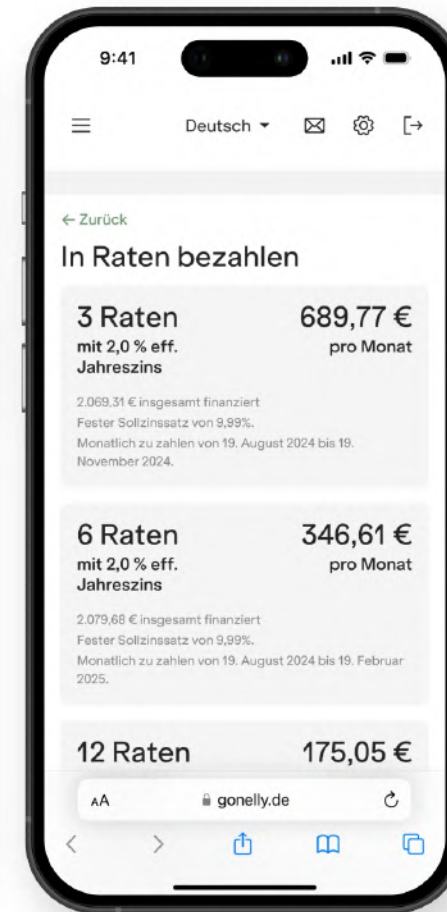 9:41
Deutsch
← Zurück
In Raten bezahlen
3 Raten 689,77 €
mit 2,0 % eff. pro Monat
Jahreszins
2.069,31 € insgesamt finanziert
Fester Sollzinssatz von 9,99%.
Monatlich zu zahlen von 19. August 2024 bis 19.
November 2024.
6 Raten 346,61 €
mit 2,0 % eff. pro Monat
Jahreszins
2.079,68 € insgesamt finanziert
Fester Sollzinssatz von 9,99%.
Monatlich zu zahlen von 19. August 2024 bis 19. Februar
2025.
12 Raten 175,05 €
AA gonelly.de